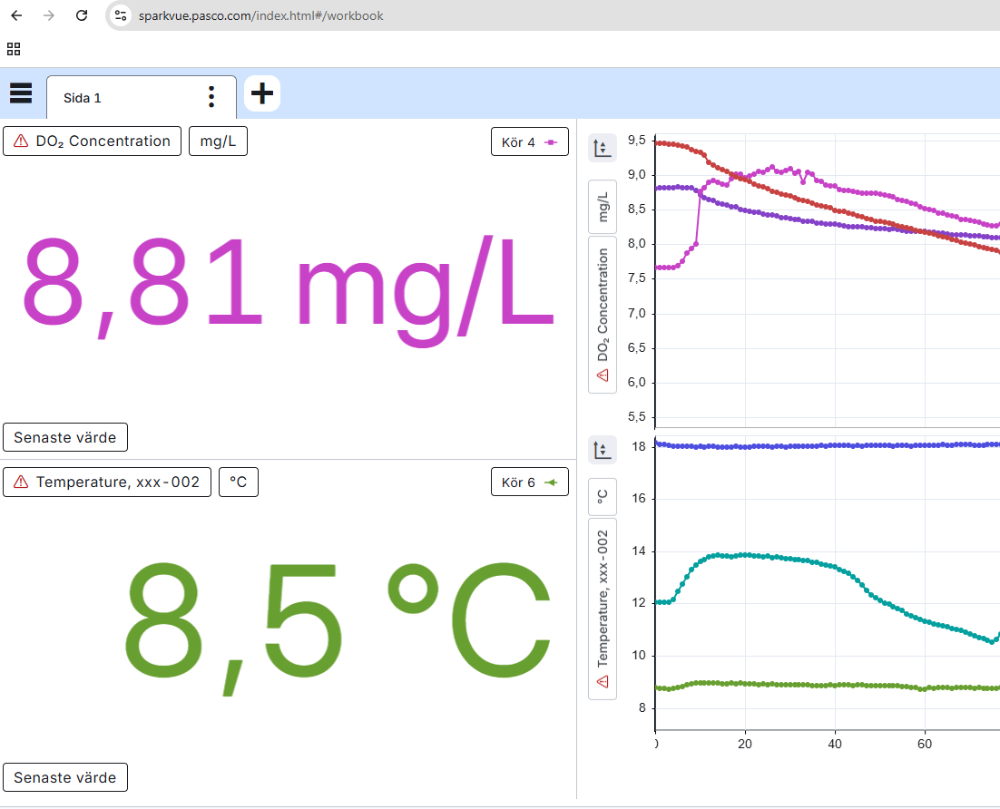 sparkvue.pasco.com/index.html#/workbook
Sida 1
DO₂ Concentration
mg/L
Kör 4
8,81 mg/L
Senaste värde
Temperature, xxx-002
°C
Kör 6
8,5 °C
Senaste värde
mg/L
DO₂ Concentration
9,5
9,0
8,5
8,0
7,5
7,0
6,5
6,0
5,5
°C
Temperature, xxx-002
18
16
14
12
10
8
0 20 40 60